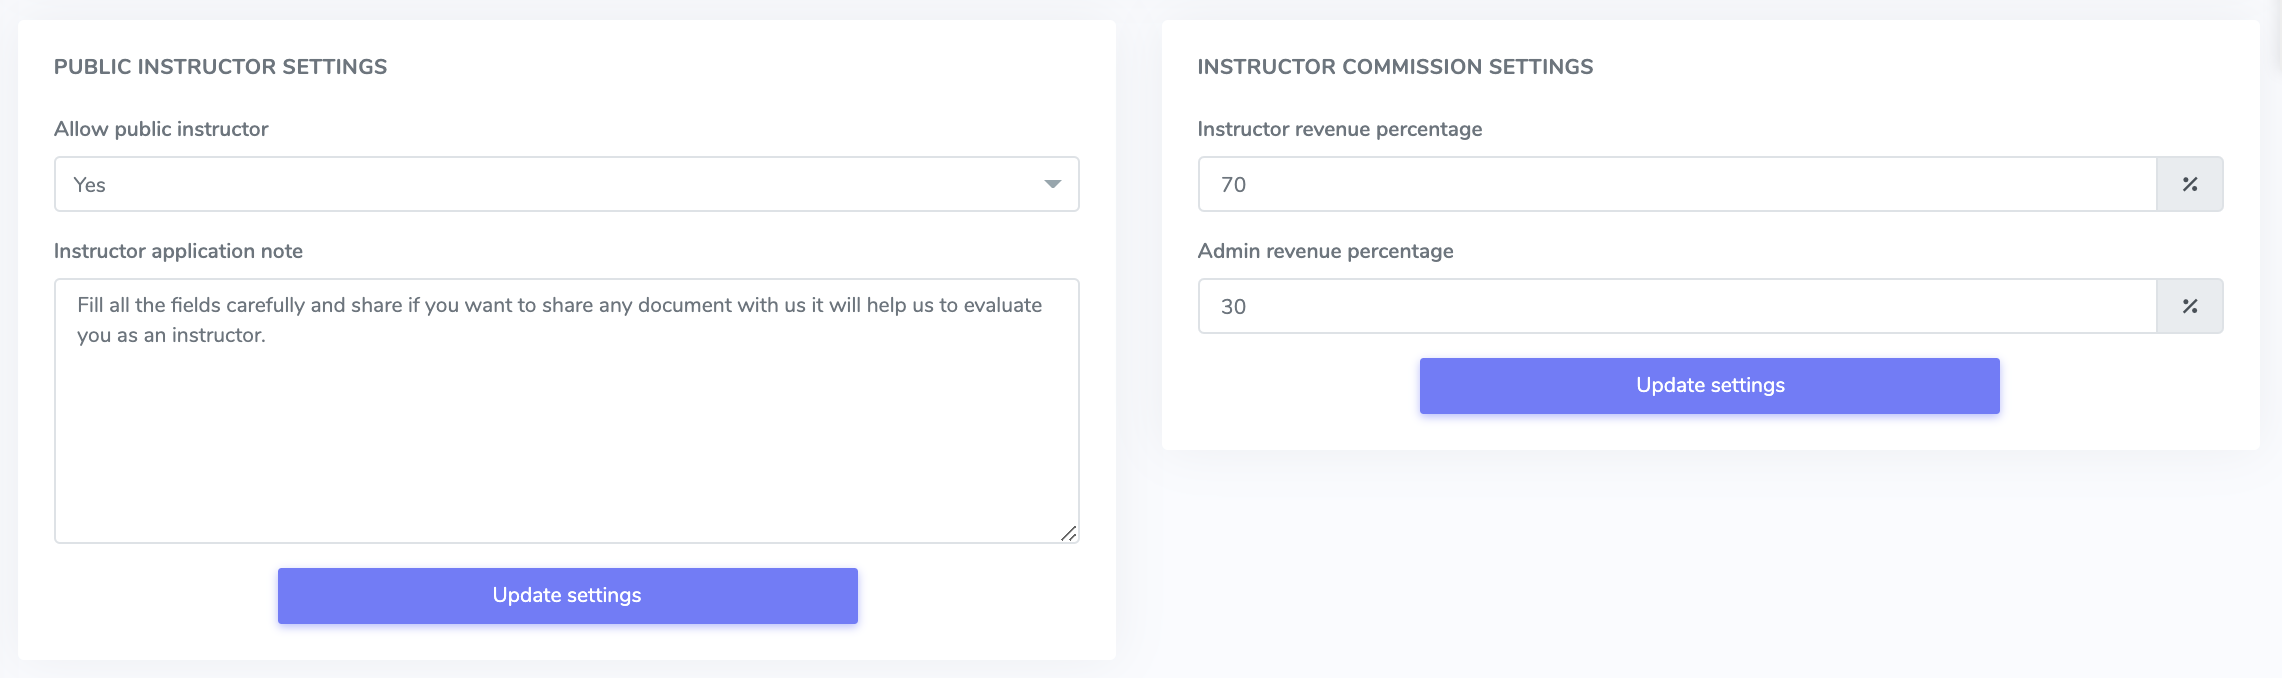 PUBLIC INSTRUCTOR SETTINGS
Allow public instructor
Yes
Instructor application note
Fill all the fields carefully and share if you want to share any document with us it will help us to evaluate
you as an instructor.
Update settings
INSTRUCTOR COMMISSION SETTINGS
Instructor revenue percentage
70
%
Admin revenue percentage
30
%
Update settings